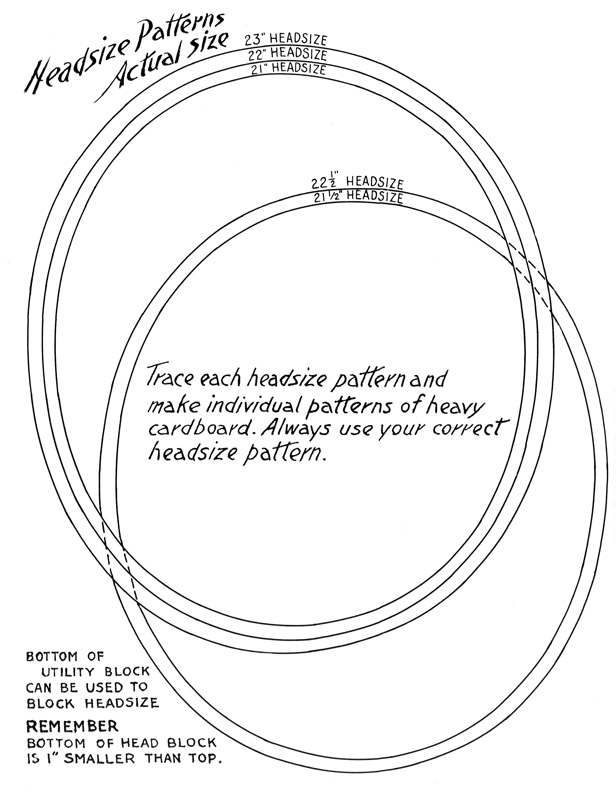 Headsize Patterns
Actual size
23" HEADSIZE
22" HEADSIZE
21" HEADSIZE
22 1/2" HEADSIZE
21 1/2" HEADSIZE
Trace each headsize pattern and
make individual patterns of heavy
cardboard. Always use your correct
headsize pattern.
BOTTOM OF
UTILITY BLOCK
CAN BE USED TO
BLOCK HEADSIZE
REMEMBER
BOTTOM OF HEAD BLOCK
IS 1" SMALLER THAN TOP.